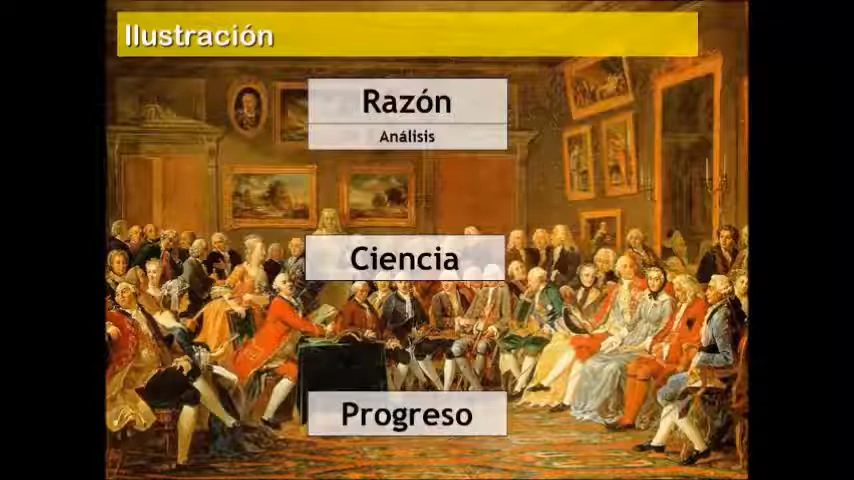 Ilustración
Razón
Análisis
Ciencia
Progreso